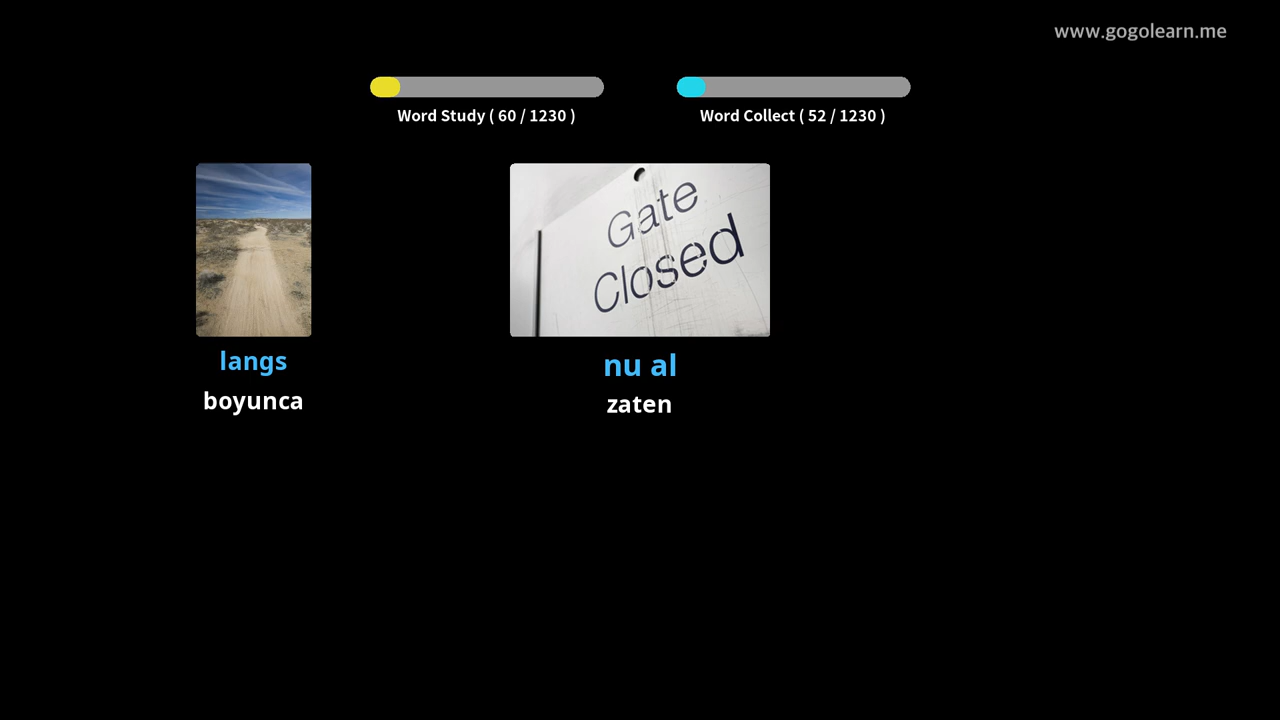 www.gogolearn.me
Word Study ( 60 / 1230 )
Word Collect ( 52 / 1230 )
Gate
Closed
langs
boyunca
nu al
zaten